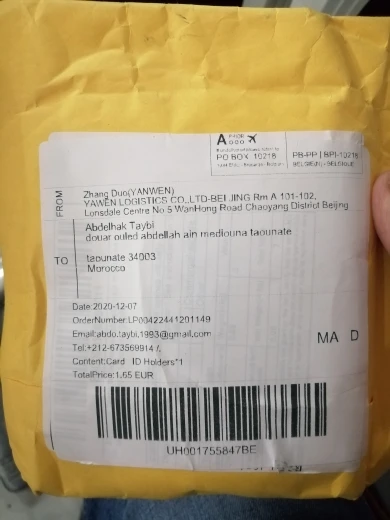 A PRIOR
PO BOX 10218
PB-PP | BPI-10218
BELGIE(N) - BELGIQUE
FROM
Zhang Duo(YANWEN)
YAWEN LOGISTICS CO.,LTD-BEIJING Rm A 101-102,
Lonsdale Centre No 5 WanHong Road Chaoyang District Beijing
Abdelhak Taybi
douar ouled abdellah ain mediouna taounate
TO
taounate 34003
Morocco
Date:2020-12-07
OrderNumber:LP00422441201149
Email:abdo.taybi.1993@gmail.com
Tel:+212-673569914 /.
MA D
Content:Card ID Holders*1
TotalPrice:1.65 EUR
UH001755847BE